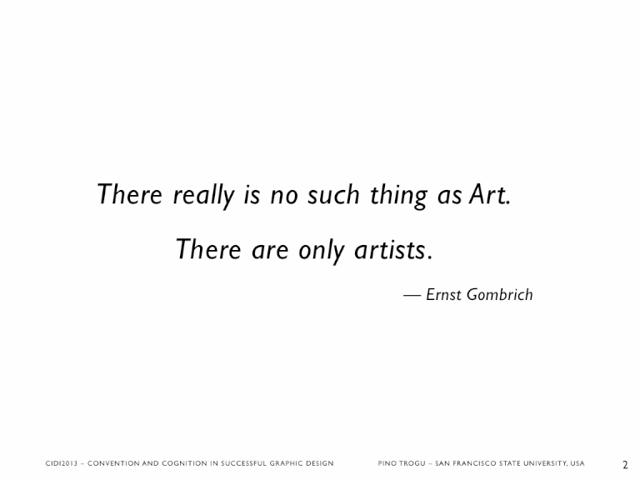 There really is no such thing as Art.
There are only artists.
— Ernst Gombrich
CIDI2013 – CONVENTION AND COGNITION IN SUCCESSFUL GRAPHIC DESIGN PINO TROGU – SAN FRANCISCO STATE UNIVERSITY, USA 2